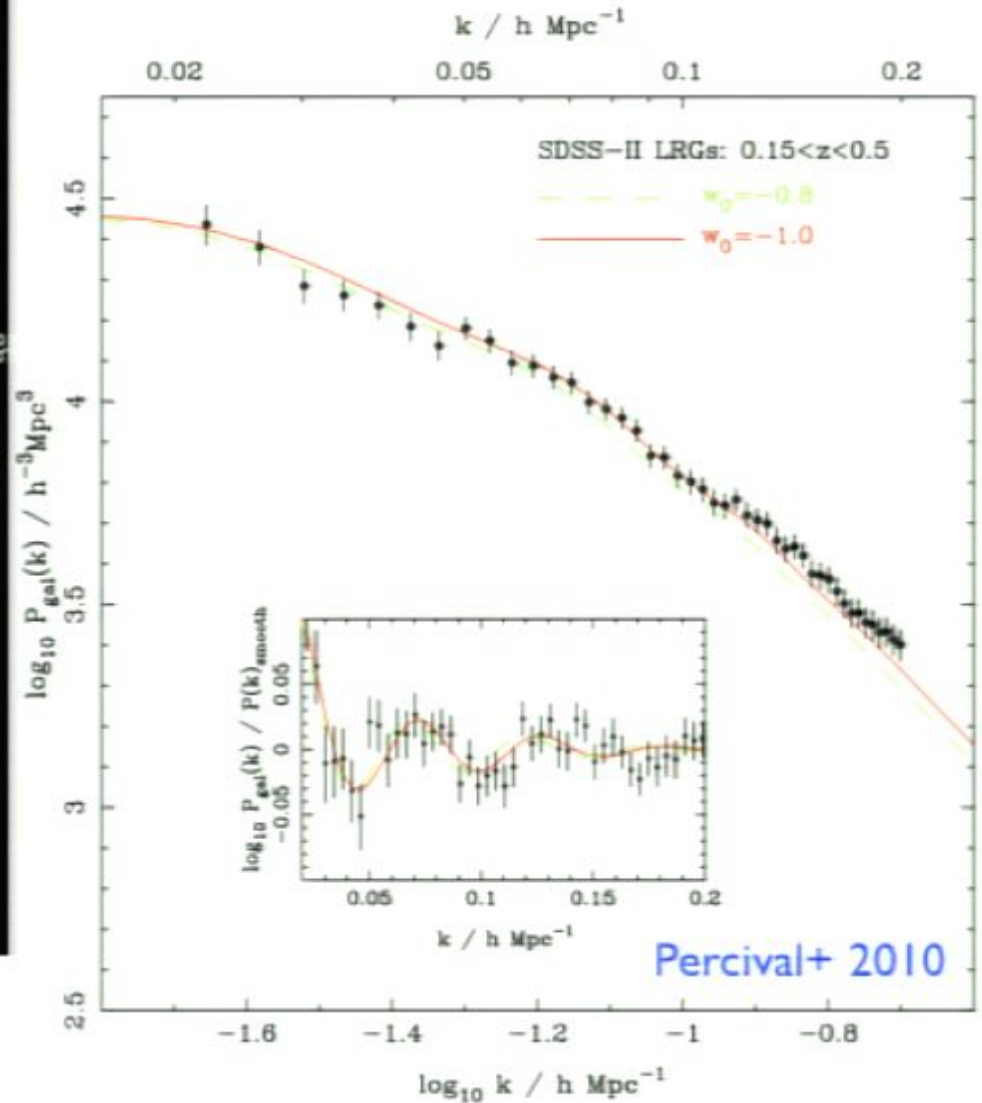 k / h Mpc⁻¹
0.02 0.05 0.1 0.2
SDSS-II LRGs: 0.15<z<0.5
w₀=-0.8
w₀=-1.0
log₁₀ P_gal(k) / h⁻³Mpc³
4.5
4
3.5
3
2.5
log₁₀ P_gal(k) / P(k)_smooth
0.05
0
-0.05
0.05 0.1 0.15 0.2
k / h Mpc⁻¹
Percival+ 2010
-1.6 -1.4 -1.2 -1 -0.8
log₁₀ k / h Mpc⁻¹